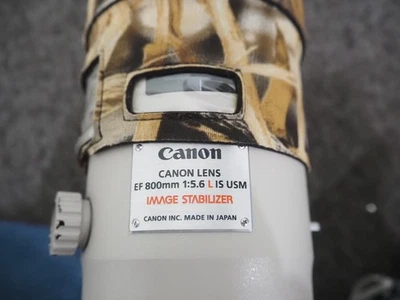 Canon
CANON LENS
EF 800mm 1:5.6 L IS USM
IMAGE STABILIZER
CANON INC. MADE IN JAPAN